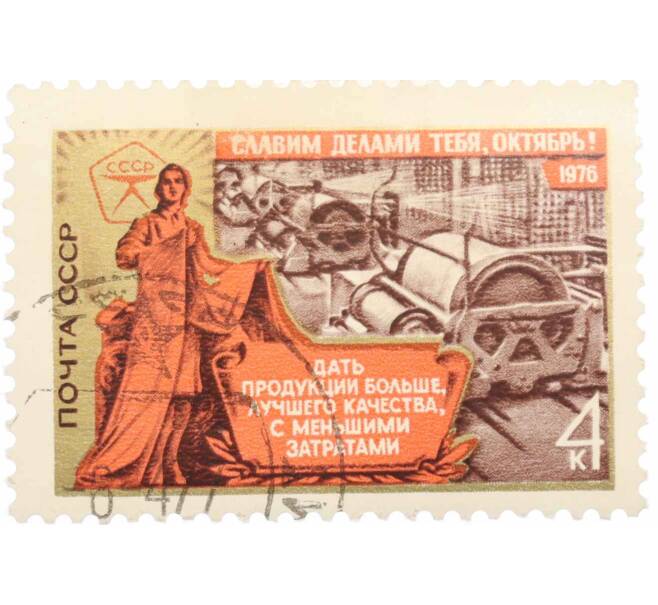 СЛАВИМ ДЕЛАМИ ТЕБЯ, ОКТЯБРЬ!
1976
СССР
ПОЧТА СССР
ДАТЬ
ПРОДУКЦИИ БОЛЬШЕ,
ЛУЧШЕГО КАЧЕСТВА,
С МЕНЬШИМИ
ЗАТРАТАМИ
4
К